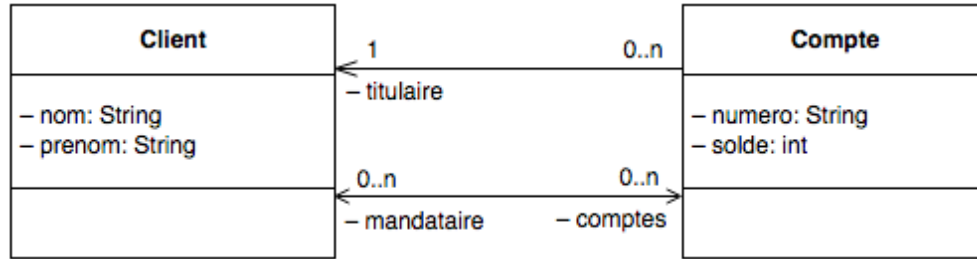 Client
– nom: String
– prenom: String
1
0..n
– titulaire
0..n
0..n
– mandataire
– comptes
Compte
– numero: String
– solde: int